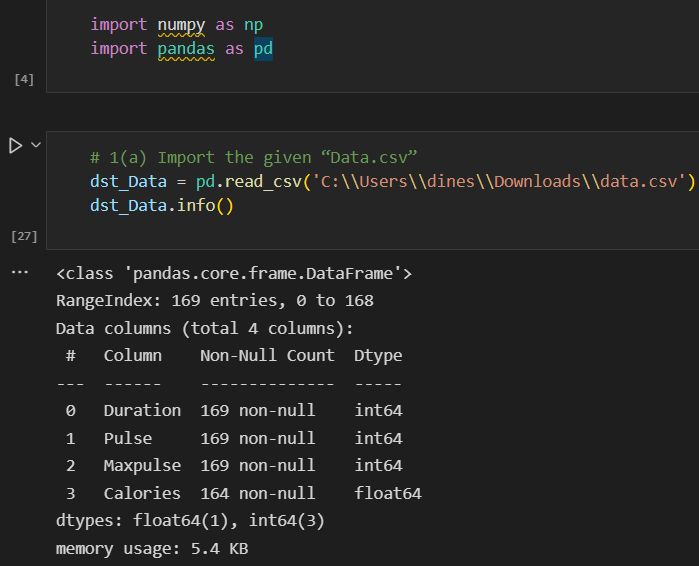 import numpy as np
import pandas as pd
[4]
# 1(a) Import the given “Data.csv”
dst_Data = pd.read_csv('C:\\Users\\dines\\Downloads\\data.csv')
dst_Data.info()
[27]
<class 'pandas.core.frame.DataFrame'>
RangeIndex: 169 entries, 0 to 168
Data columns (total 4 columns):
 #   Column    Non-Null Count  Dtype
---  ------    --------------  -----
 0   Duration  169 non-null    int64
 1   Pulse     169 non-null    int64
 2   Maxpulse  169 non-null    int64
 3   Calories  164 non-null    float64
dtypes: float64(1), int64(3)
memory usage: 5.4 KB